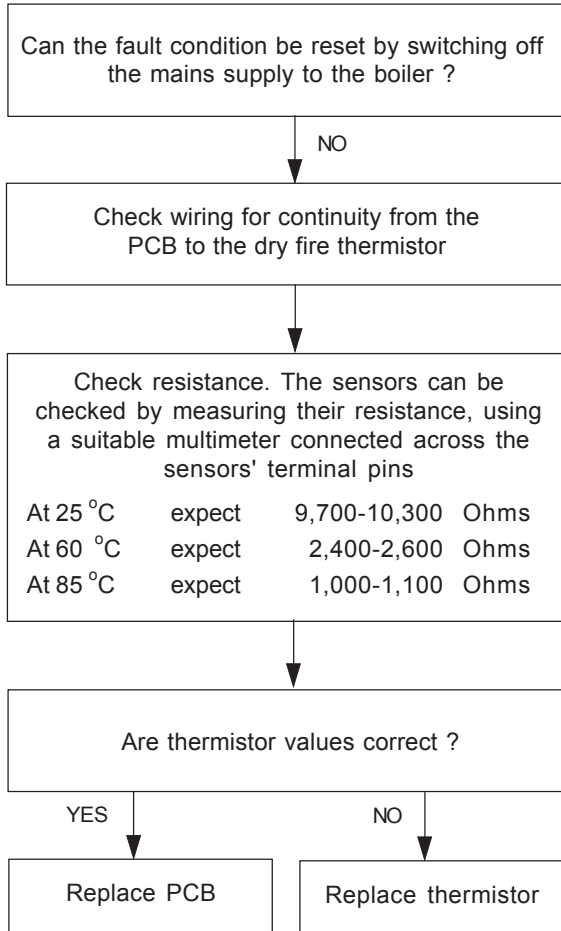 Can the fault condition be reset by switching off
the mains supply to the boiler ?
NO
Check wiring for continuity from the
PCB to the dry fire thermistor
Check resistance. The sensors can be
checked by measuring their resistance, using
a suitable multimeter connected across the
sensors' terminal pins
At 25 °C expect 9,700-10,300 Ohms
At 60 °C expect 2,400-2,600 Ohms
At 85 °C expect 1,000-1,100 Ohms
Are thermistor values correct ?
YES NO
Replace PCB Replace thermistor